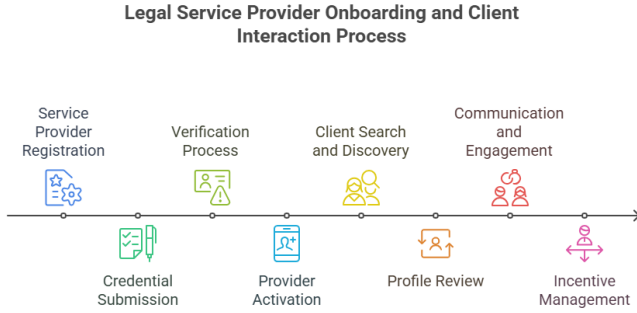 Legal Service Provider Onboarding and Client
Interaction Process
Service
Provider
Registration
Credential
Submission
Verification
Process
Provider
Activation
Client Search
and Discovery
Profile Review
Communication
and
Engagement
Incentive
Management